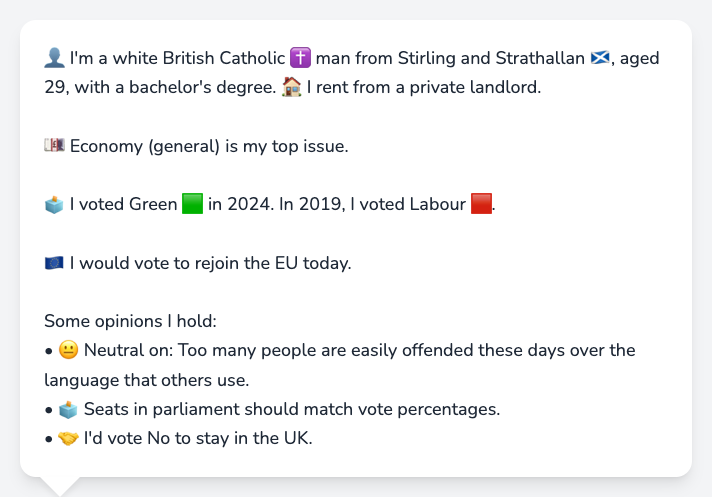 👤 I'm a white British Catholic ✝️ man from Stirling and Strathallan 🏴󠁧󠁢󠁳󠁣󠁴󠁿, aged
29, with a bachelor's degree. 🏠 I rent from a private landlord.
💷 Economy (general) is my top issue.
🗳️ I voted Green 🟩 in 2024. In 2019, I voted Labour 🟥.
🇪🇺 I would vote to rejoin the EU today.
Some opinions I hold:
• 😐 Neutral on: Too many people are easily offended these days over the
language that others use.
• 🗳️ Seats in parliament should match vote percentages.
• 🤝 I'd vote No to stay in the UK.